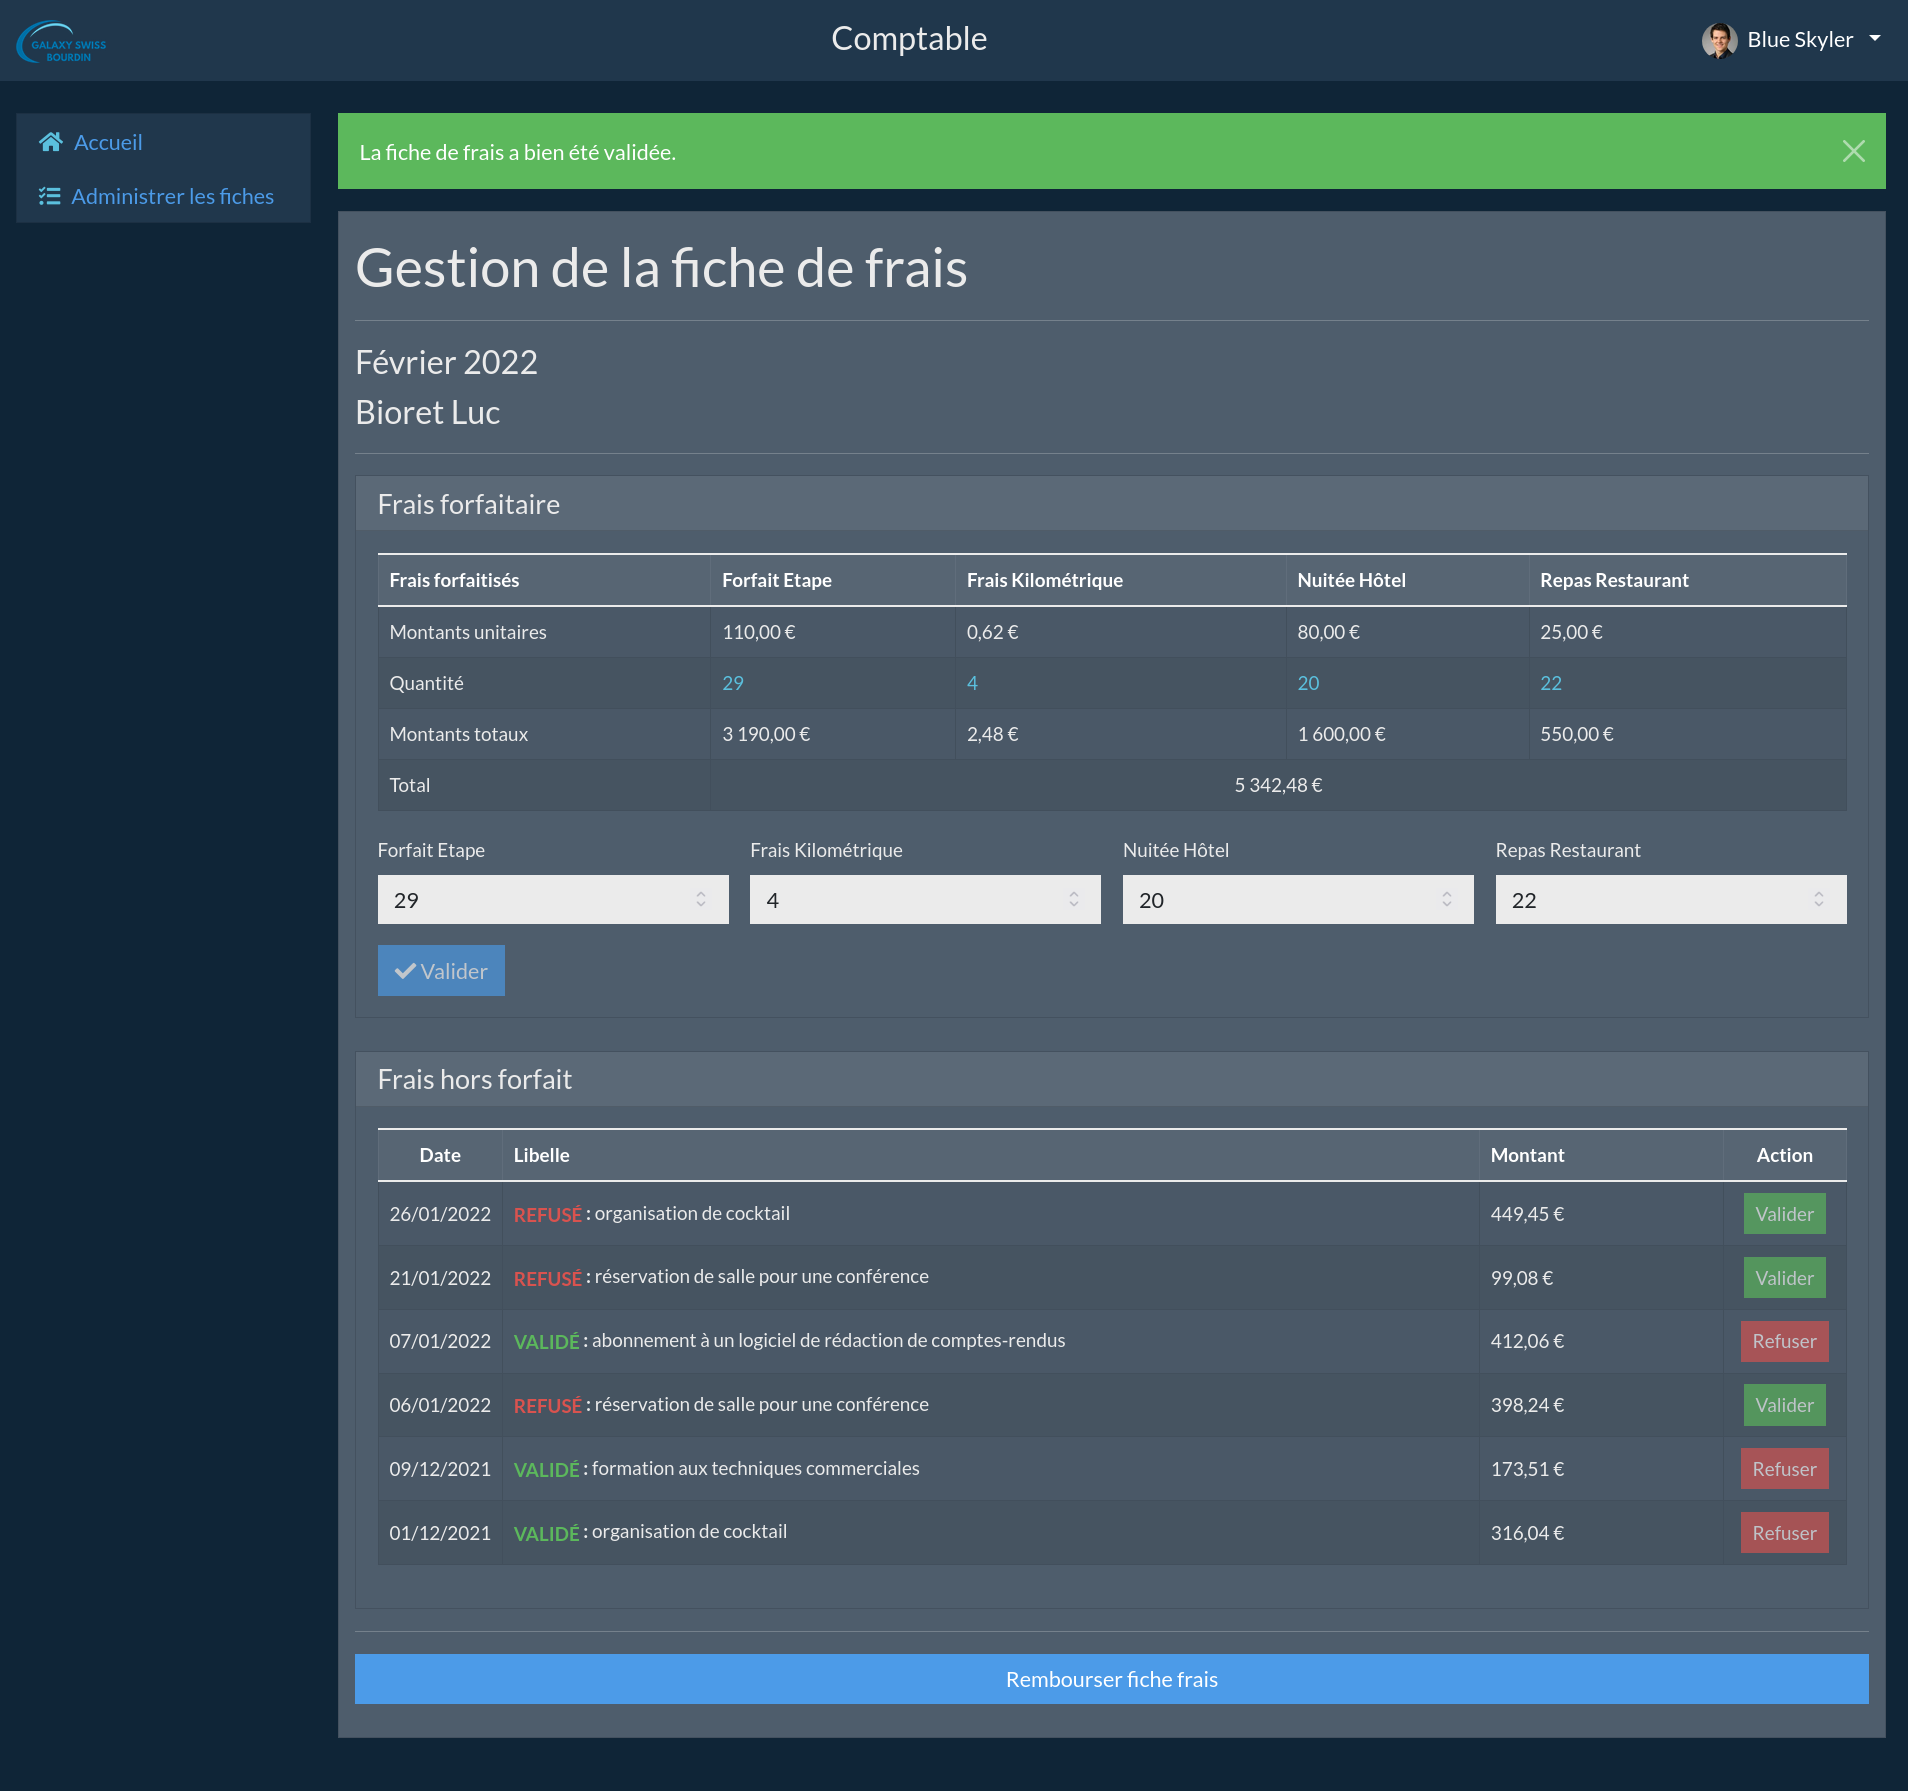 GALAXY SWISS
BOURDIN
Comptable
Blue Skyler
Accueil
Administrer les fiches
La fiche de frais a bien été validée.
Gestion de la fiche de frais
Février 2022
Bioret Luc
Frais forfaitaire
Frais forfaitisés Forfait Etape Frais Kilométrique Nuitée Hôtel Repas Restaurant
Montants unitaires 110,00 € 0,62 € 80,00 € 25,00 €
Quantité 29 4 20 22
Montants totaux 3 190,00 € 2,48 € 1 600,00 € 550,00 €
Total 5 342,48 €
Forfait Etape Frais Kilométrique Nuitée Hôtel Repas Restaurant
29 4 20 22
Valider
Frais hors forfait
Date Libelle Montant Action
26/01/2022 REFUSÉ : organisation de cocktail 449,45 € Valider
21/01/2022 REFUSÉ : réservation de salle pour une conférence 99,08 € Valider
07/01/2022 VALIDÉ : abonnement à un logiciel de rédaction de comptes-rendus 412,06 € Refuser
06/01/2022 REFUSÉ : réservation de salle pour une conférence 398,24 € Valider
09/12/2021 VALIDÉ : formation aux techniques commerciales 173,51 € Refuser
01/12/2021 VALIDÉ : organisation de cocktail 316,04 € Refuser
Rembourser fiche frais